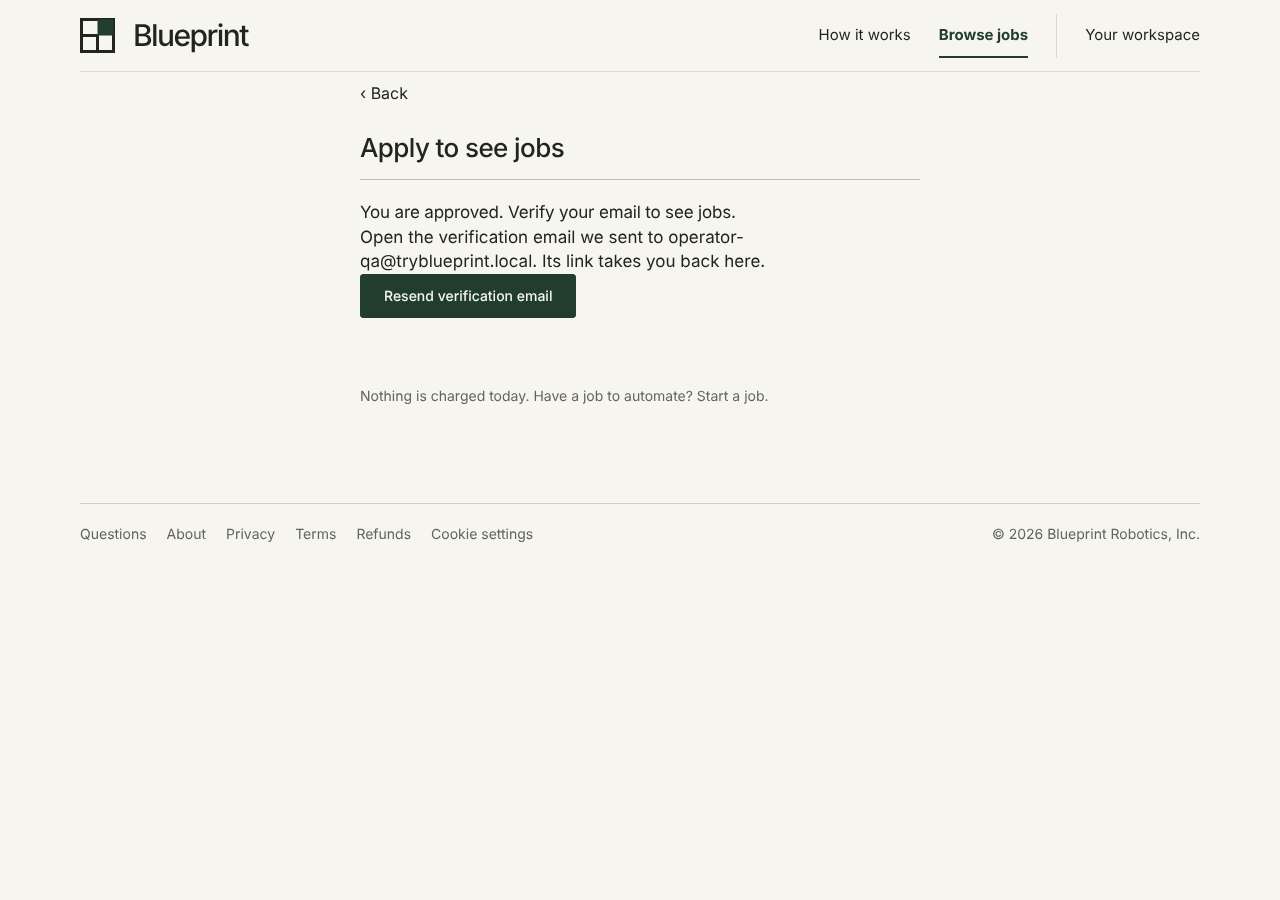 Blueprint
How it works
Browse jobs
Your workspace
‹ Back
Apply to see jobs
You are approved. Verify your email to see jobs.
Open the verification email we sent to operator-
qa@tryblueprint.local. Its link takes you back here.
Resend verification email
Nothing is charged today. Have a job to automate? Start a job.
Questions
About
Privacy
Terms
Refunds
Cookie settings
© 2026 Blueprint Robotics, Inc.